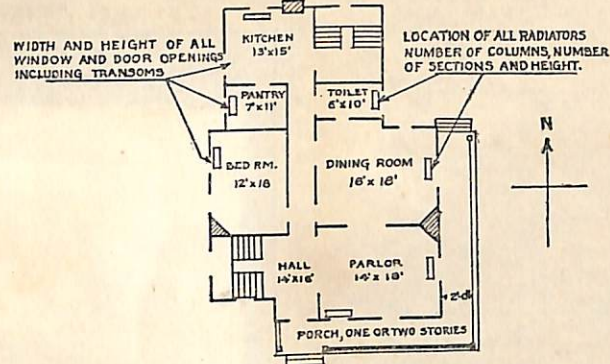 WIDTH AND HEIGHT OF ALL
WINDOW AND DOOR OPENINGS
INCLUDING TRANSOMS
LOCATION OF ALL RADIATORS
NUMBER OF COLUMNS, NUMBER
OF SECTIONS AND HEIGHT.
KITCHEN
13'x15'
PANTRY
7'x11'
TOILET
6'x10'
BED RM.
12'x18
DINING ROOM
16'x18'
N
HALL
14'x16'
PARLOR
14'x18'
PORCH, ONE OR TWO STORIES